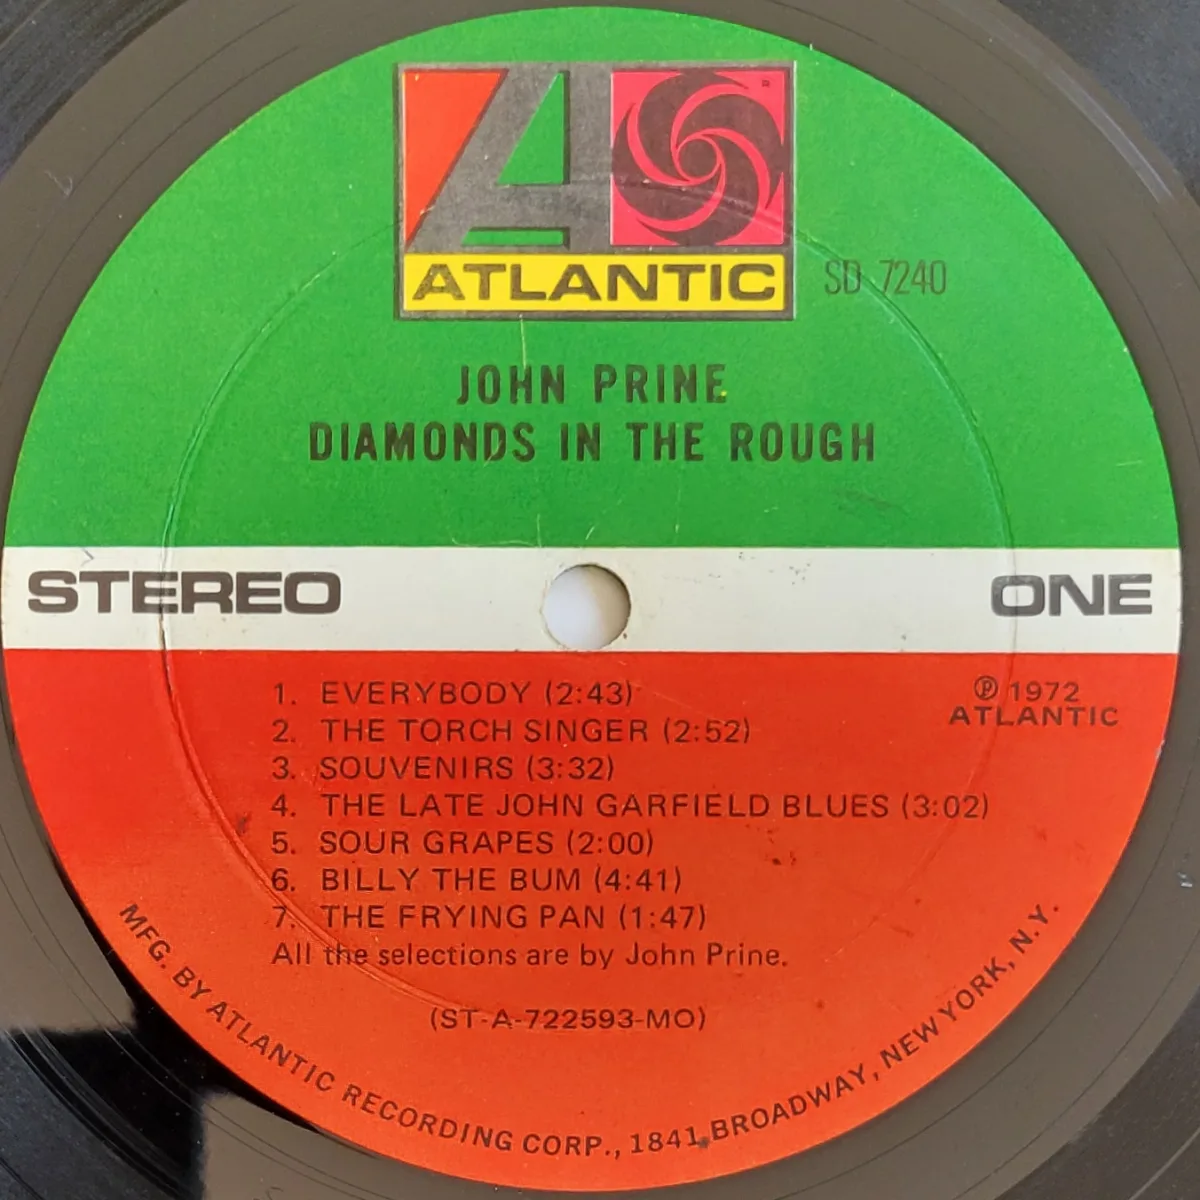 ATLANTIC
SD 7240
JOHN PRINE
DIAMONDS IN THE ROUGH
STEREO
ONE
1. EVERYBODY (2:43)
2. THE TORCH SINGER (2:52)
3. SOUVENIRS (3:32)
4. THE LATE JOHN GARFIELD BLUES (3:02)
5. SOUR GRAPES (2:00)
6. BILLY THE BUM (4:41)
7. THE FRYING PAN (1:47)
All the selections are by John Prine.
℗ 1972
ATLANTIC
(ST-A-722593-MO)
MFG. BY ATLANTIC RECORDING CORP., 1841 BROADWAY, NEW YORK, N.Y.